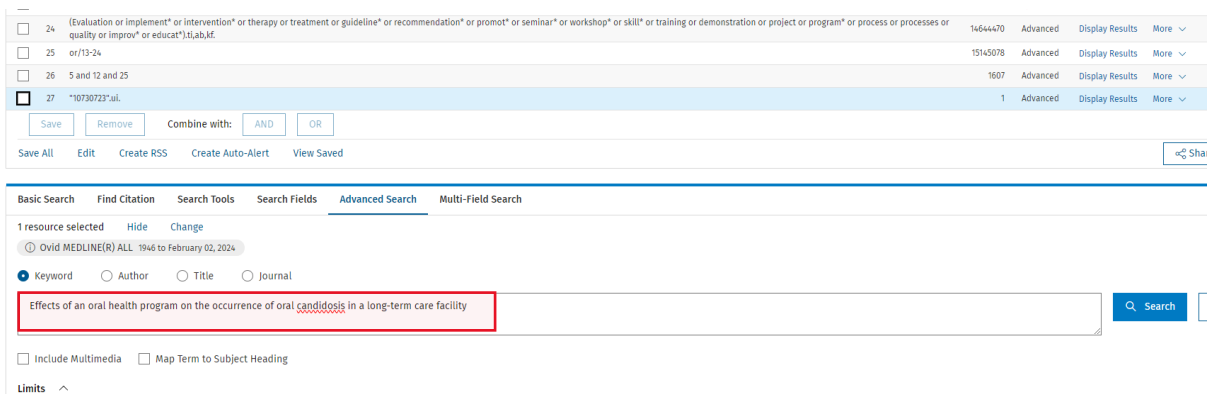 24 (Evaluation or implement* or intervention* or therapy or treatment or guideline* or recommendation* or promot* or seminar* or workshop* or skill* or training or demonstration or project or program* or process or processes or 14644470 Advanced Display Results More
quality or improv* or educat*).ti,ab,kf.
25 or/13-24 15145078 Advanced Display Results More
26 5 and 12 and 25 1607 Advanced Display Results More
27 "10730723".ui. 1 Advanced Display Results More
Save Remove Combine with: AND OR
Save All Edit Create RSS Create Auto-Alert View Saved Shar
Basic Search Find Citation Search Tools Search Fields Advanced Search Multi-Field Search
1 resource selected Hide Change
Ovid MEDLINE(R) ALL 1946 to February 02, 2024
Keyword Author Title Journal
Effects of an oral health program on the occurrence of oral candidosis in a long-term care facility
Search
Include Multimedia Map Term to Subject Heading
Limits